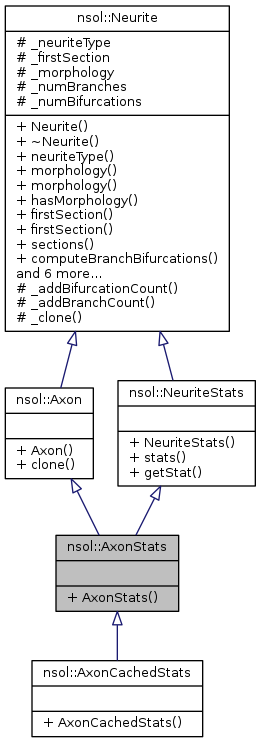 nsol::Neurite
# _neuriteType
# _firstSection
# _morphology
# _numBranches
# _numBifurcations
+ Neurite()
+ ~Neurite()
+ neuriteType()
+ morphology()
+ morphology()
+ hasMorphology()
+ firstSection()
+ firstSection()
+ sections()
+ computeBranchBifurcations()
and 6 more...
# _addBifurcationCount()
# _addBranchCount()
# _clone()
nsol::Axon
+ Axon()
+ clone()
nsol::NeuriteStats
+ NeuriteStats()
+ stats()
+ getStat()
nsol::AxonStats
+ AxonStats()
nsol::AxonCachedStats
+ AxonCachedStats()